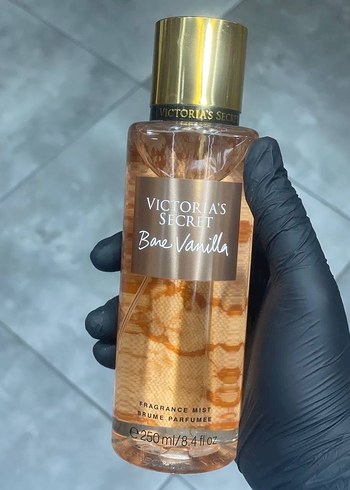 VICTORIA'S SECRET
VICTORIA'S
SECRET
Bare Vanilla
FRAGRANCE MIST
BRUME PARFUMÉE
℮ 250 ml/8.4 fl oz